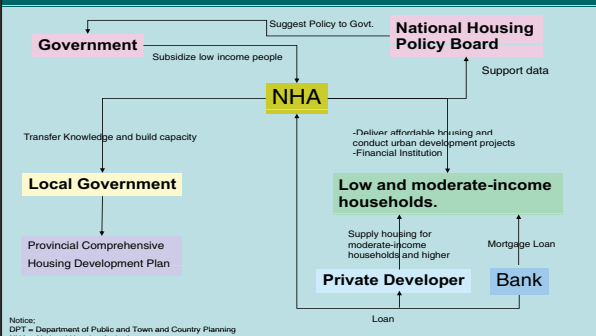 Suggest Policy to Govt.
National Housing
Policy Board
Government
Subsidize low income people
Support data
NHA
Transfer Knowledge and build capacity
-Deliver affordable housing and
conduct urban development projects
-Financial Institution
Local Government
Low and moderate-income
households.
Provincial Comprehensive
Housing Development Plan
Supply housing for
moderate-income
households and higher
Mortgage Loan
Private Developer
Bank
Loan
Notice;
DPT = Department of Public and Town and Country Planning